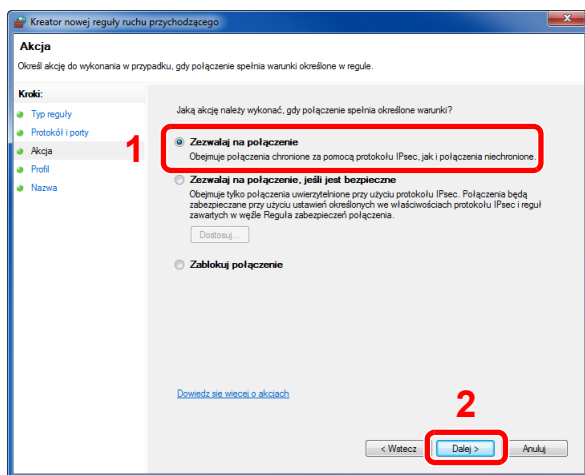 Kreator nowej reguły ruchu przychodzącego
Akcja
Określ akcję do wykonania w przypadku, gdy połączenie spełnia warunki określone w regule.
Kroki:
Typ reguły
Protokół i porty
Akcja
Profil
Nazwa
Jaką akcję należy wykonać, gdy połączenie spełnia określone warunki?
1
Zezwalaj na połączenie
Obejmuje połączenia chronione za pomocą protokołu IPsec, jak i połączenia niechronione.
Zezwalaj na połączenie, jeśli jest bezpieczne
Obejmuje tylko połączenia uwierzytelnione przy użyciu protokołu IPsec. Połączenia będą
zabezpieczane przy użyciu ustawień określonych we właściwościach protokołu IPsec i reguł
zawartych w węźle Reguła zabezpieczeń połączenia.
Dostosuj...
Zablokuj połączenie
Dowiedz się więcej o akcjach
2
< Wstecz
Dalej >
Anuluj